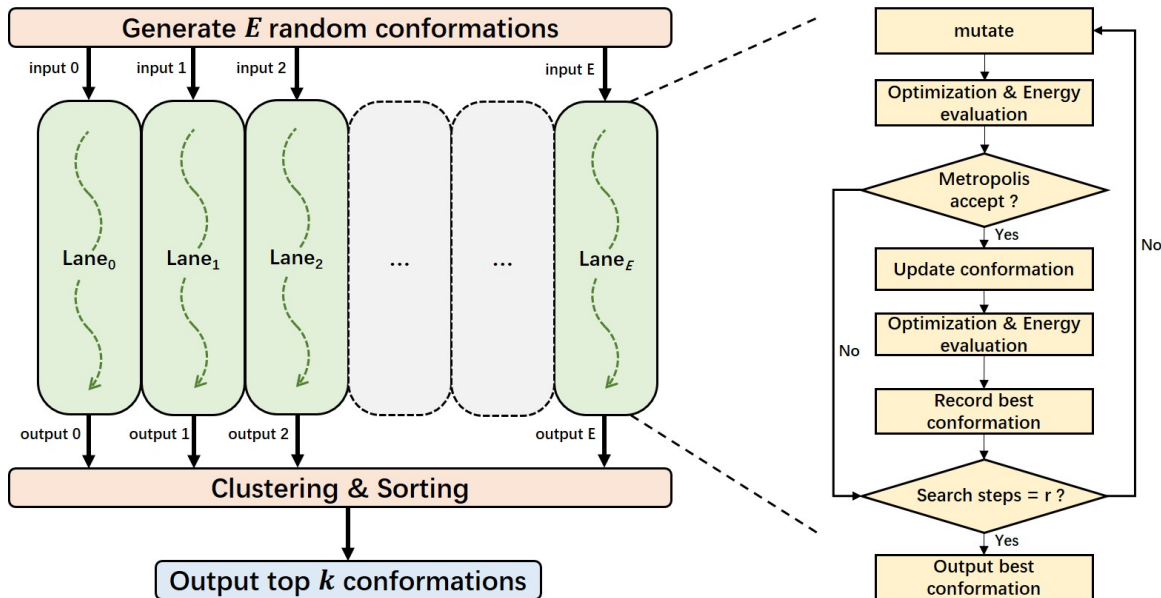 Generate E random conformations
input 0
input 1
input 2
input E
Lane0
Lane1
Lane2
...
...
LaneE
output 0
output 1
output 2
output E
Clustering & Sorting
Output top k conformations
mutate
Optimization & Energy
evaluation
Metropolis
accept ?
Yes
No
Update conformation
Optimization & Energy
evaluation
No
Record best
conformation
Search steps = r ?
Yes
Output best
conformation